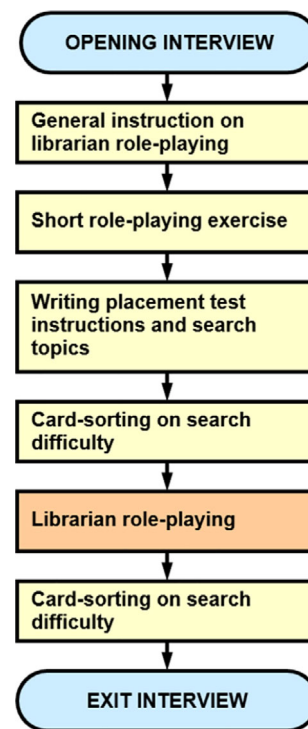 OPENING INTERVIEW
General instruction on
librarian role-playing
Short role-playing exercise
Writing placement test
instructions and search
topics
Card-sorting on search
difficulty
Librarian role-playing
Card-sorting on search
difficulty
EXIT INTERVIEW